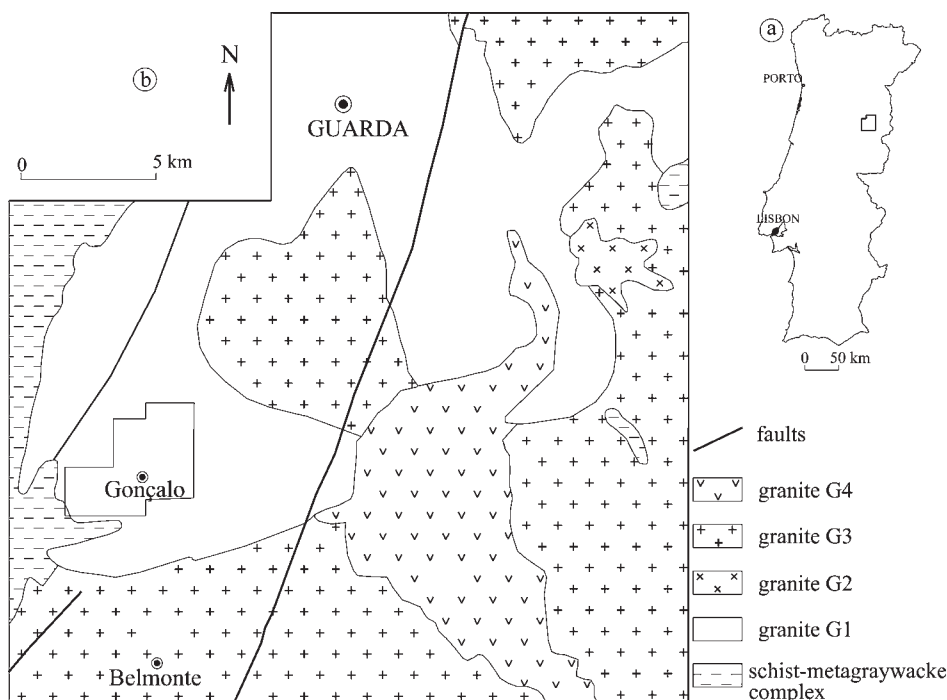 N
b
GUARDA
0 5 km
Gonçalo
Belmonte
a
PORTO
LISBON
0 50 km
faults
granite G4
granite G3
granite G2
granite G1
schist-metagraywacke
complex